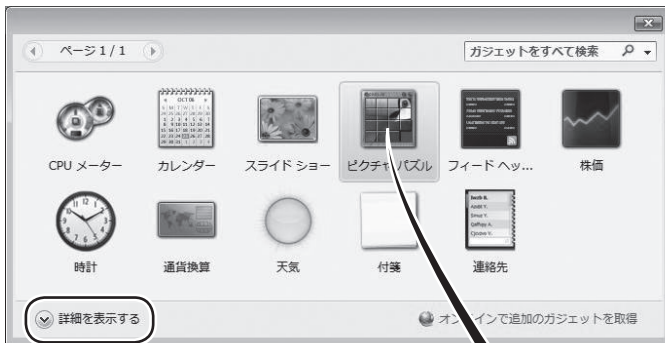 ページ 1 / 1
ガジェットをすべて検索
OCT 06
CPU メーター
カレンダー
スライド ショー
ピクチャ パズル
フィード ヘッ...
株価
時計
通貨換算
天気
付箋
連絡先
詳細を表示する
オンラインで追加のガジェットを取得